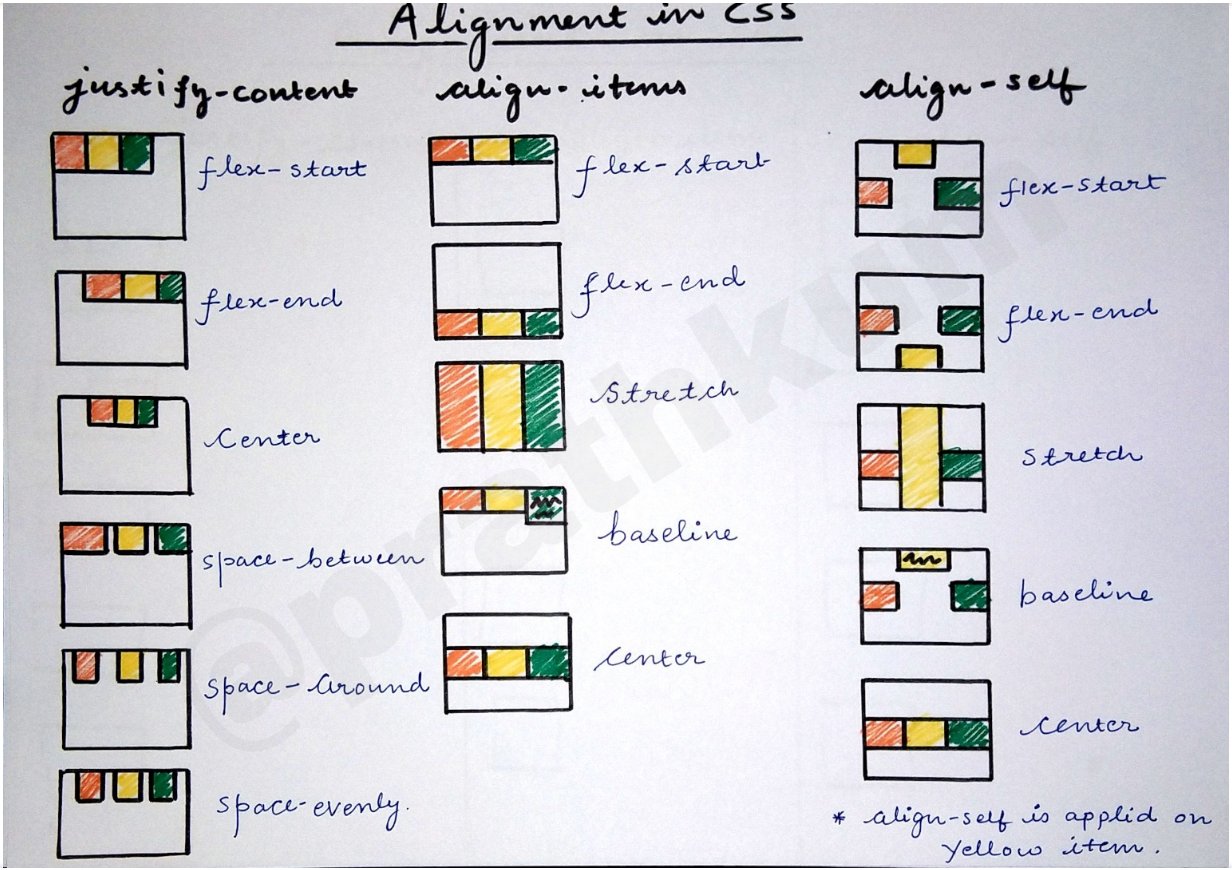 Alignment in CSS
justify-content
flex-start
flex-end
Center
space-between
space-Around
space-evenly.
align-items
flex-start
flex-end
Stretch
baseline
Center
align-self
flex-start
flex-end
Stretch
baseline
Center
* align-self is applid on
Yellow item.
@prathkum